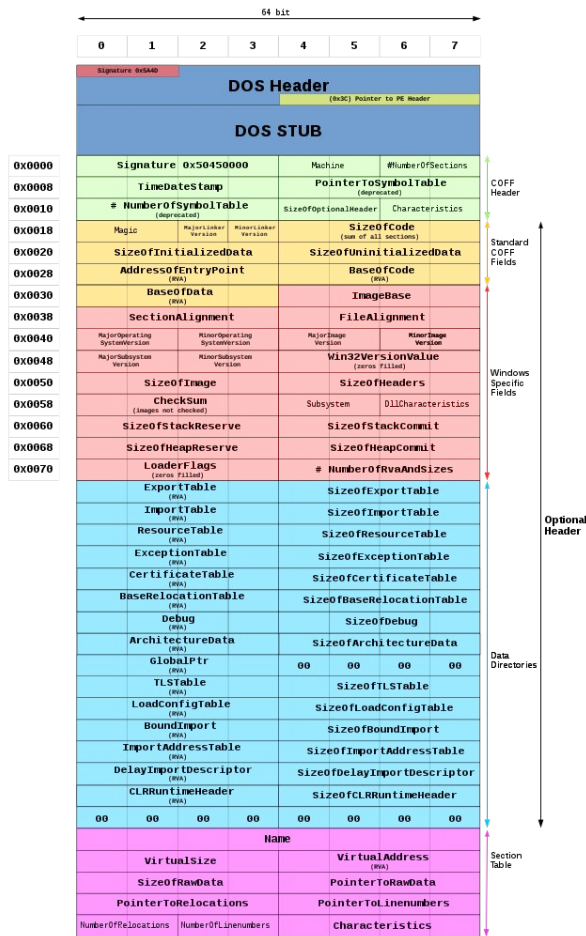 64 bit
0 1 2 3 4 5 6 7
Signature 0x5A4D
DOS Header
(0x3C) Pointer to PE Header
DOS STUB
0x0000 Signature 0x50450000 Machine #NumberOfSections
0x0008 TimeDateStamp PointerToSymbolTable
(deprecated)
0x0010 # NumberOfSymbolTable
(deprecated)
SizeOfOptionalHeader Characteristics
COFF
Header
0x0018 Magic MajorLinker
Version
MinorLinker
Version
SizeOfCode
(sum of all sections)
0x0020 SizeOfInitializedData SizeOfUninitializedData
0x0028 AddressOfEntryPoint
(RVA)
BaseOfCode
(RVA)
Standard
COFF
Fields
0x0030 BaseOfData
(RVA)
ImageBase
0x0038 SectionAlignment FileAlignment
0x0040 MajorOperating
SystemVersion
MinorOperating
SystemVersion
MajorImage
Version
MinorImage
Version
0x0048 MajorSubsystem
Version
MinorSubsystem
Version
Win32VersionValue
(zeros filled)
0x0050 SizeOfImage SizeOfHeaders
0x0058 CheckSum
(images not checked)
Subsystem DllCharacteristics
0x0060 SizeOfStackReserve SizeOfStackCommit
0x0068 SizeOfHeapReserve SizeOfHeapCommit
0x0070 LoaderFlags
(zeros filled)
# NumberOfRvaAndSizes
Windows
Specific
Fields
ExportTable
(RVA)
SizeOfExportTable
ImportTable
(RVA)
SizeOfImportTable
ResourceTable
(RVA)
SizeOfResourceTable
ExceptionTable
(RVA)
SizeOfExceptionTable
CertificateTable
(RVA)
SizeOfCertificateTable
BaseRelocationTable
(RVA)
SizeOfBaseRelocationTable
Debug
(RVA)
SizeOfDebug
ArchitectureData
(RVA)
SizeOfArchitectureData
GlobalPtr
(RVA)
00 00 00 00
TLSTable
(RVA)
SizeOfTLSTable
LoadConfigTable
(RVA)
SizeOfLoadConfigTable
BoundImport
(RVA)
SizeOfBoundImport
ImportAddressTable
(RVA)
SizeOfImportAddressTable
DelayImportDescriptor
(RVA)
SizeOfDelayImportDescriptor
CLRRuntimeHeader
(RVA)
SizeOfCLRRuntimeHeader
00 00 00 00 00 00 00 00
Data
Directories
Optional
Header
Name
VirtualSize VirtualAddress
(RVA)
SizeOfRawData PointerToRawData
PointerToRelocations PointerToLinenumbers
NumberOfRelocations NumberOfLinenumbers Characteristics
Section
Table